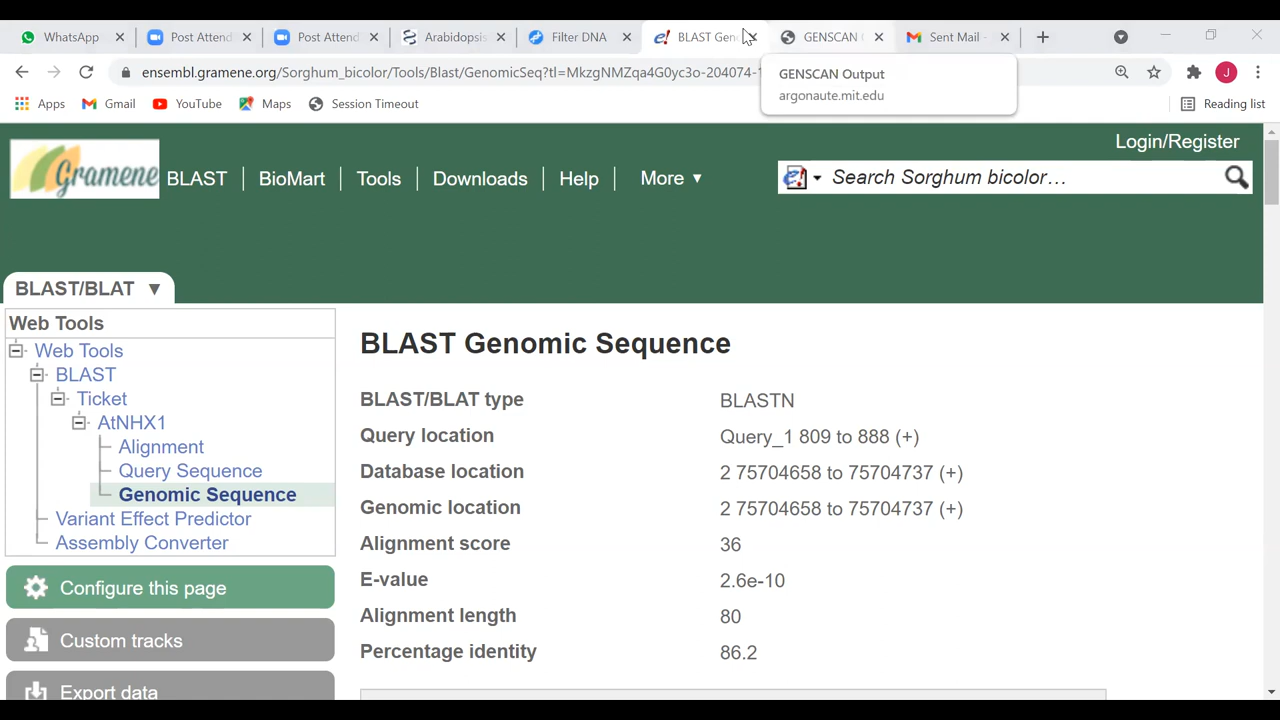 WhatsApp
Post Attend
Post Attend
Arabidopsis
Filter DNA
BLAST Gen
GENSCAN O
Sent Mail -
ensembl.gramene.org/Sorghum_bicolor/Tools/Blast/GenomicSeq?tl=MkzgNMZqa4G0yc3o-204074-1
J
GENSCAN Output
argonaute.mit.edu
Apps
Gmail
YouTube
Maps
Session Timeout
Reading list
Login/Register
Gramene
BLAST
BioMart
Tools
Downloads
Help
More ▼
Search Sorghum bicolor…
BLAST/BLAT ▼
Web Tools
Web Tools
BLAST
Ticket
AtNHX1
Alignment
Query Sequence
Genomic Sequence
Variant Effect Predictor
Assembly Converter
Configure this page
Custom tracks
Export data
BLAST Genomic Sequence
BLAST/BLAT type BLASTN
Query location Query_1 809 to 888 (+)
Database location 2 75704658 to 75704737 (+)
Genomic location 2 75704658 to 75704737 (+)
Alignment score 36
E-value 2.6e-10
Alignment length 80
Percentage identity 86.2